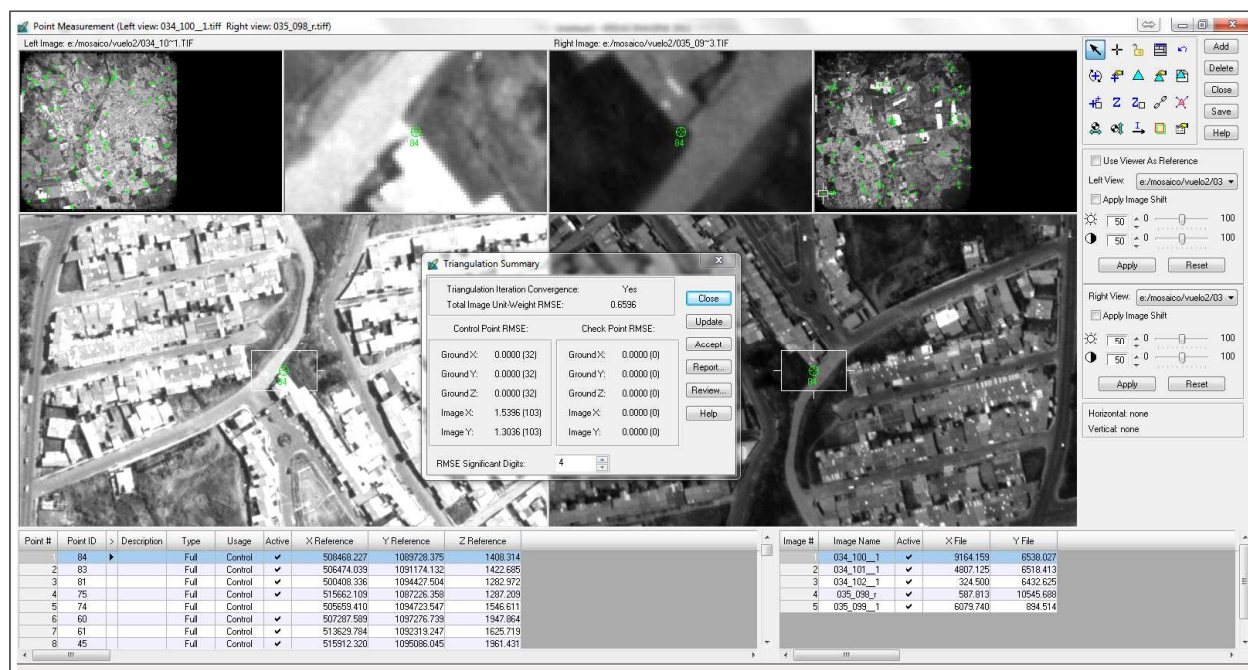 Point Measurement (Left view: 034_100__1.tiff Right view: 035_098_r.tiff)
Left Image: e:/mosaico/vuelo2/034_10~1.TIF
Right Image: e:/mosaico/vuelo2/035_09~3.TIF
84
84
84
84
Triangulation Summary
Triangulation Iteration Convergence: Yes
Total Image Unit-Weight RMSE: 0.6596
Control Point RMSE: Check Point RMSE:
Ground X: 0.0000 (32) Ground X: 0.0000 (0)
Ground Y: 0.0000 (32) Ground Y: 0.0000 (0)
Ground Z: 0.0000 (32) Ground Z: 0.0000 (0)
Image X: 1.5396 (103) Image X: 0.0000 (0)
Image Y: 1.3036 (103) Image Y: 0.0000 (0)
RMSE Significant Digits: 4
Close
Update
Accept
Report...
Review...
Help
Add
Delete
Close
Save
Help
Use Viewer As Reference
Left View: e:/mosaico/vuelo2/03
Apply Image Shift
50 0 100
50 0 100
Apply Reset
Right View: e:/mosaico/vuelo2/03
Apply Image Shift
50 0 100
50 0 100
Apply Reset
Horizontal: none
Vertical: none
Point # Point ID > Description Type Usage Active X Reference Y Reference Z Reference
1 84 Full Control 508468.227 1089728.375 1408.314
2 83 Full Control 506474.039 1091174.132 1422.685
3 81 Full Control 500408.336 1094427.504 1282.972
4 75 Full Control 515662.109 1087226.358 1287.209
5 74 Full Control 505659.410 1094723.547 1546.611
6 60 Full Control 507287.589 1097276.739 1947.864
7 61 Full Control 513629.784 1092319.247 1625.719
8 45 Full Control 515912.320 1095086.045 1961.431
Image # Image Name Active X File Y File
1 034_100__1 9164.159 6538.027
2 034_101__1 4807.125 6518.413
3 034_102__1 324.500 6432.625
4 035_098_r 587.813 10545.688
5 035_099__1 6079.740 894.514